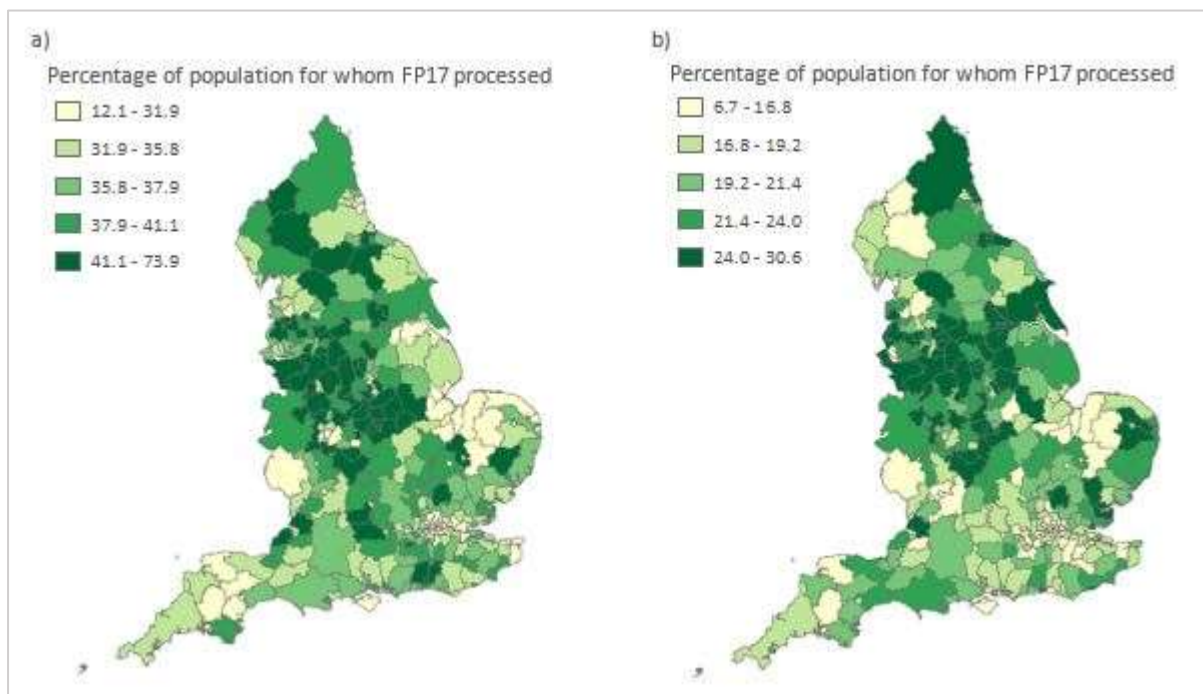 a)
Percentage of population for whom FP17 processed
12.1 - 31.9
31.9 - 35.8
35.8 - 37.9
37.9 - 41.1
41.1 - 73.9
b)
Percentage of population for whom FP17 processed
6.7 - 16.8
16.8 - 19.2
19.2 - 21.4
21.4 - 24.0
24.0 - 30.6